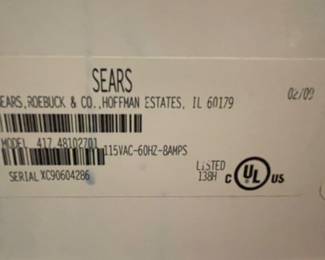 SEARS
EARS,ROEBUCK & CO.,HOFFMAN ESTATES, IL 60179
02/09
MODEL 417.48102701
115VAC-60HZ-8AMPS
SERIAL XC90604286
LISTED
138H
C UL US